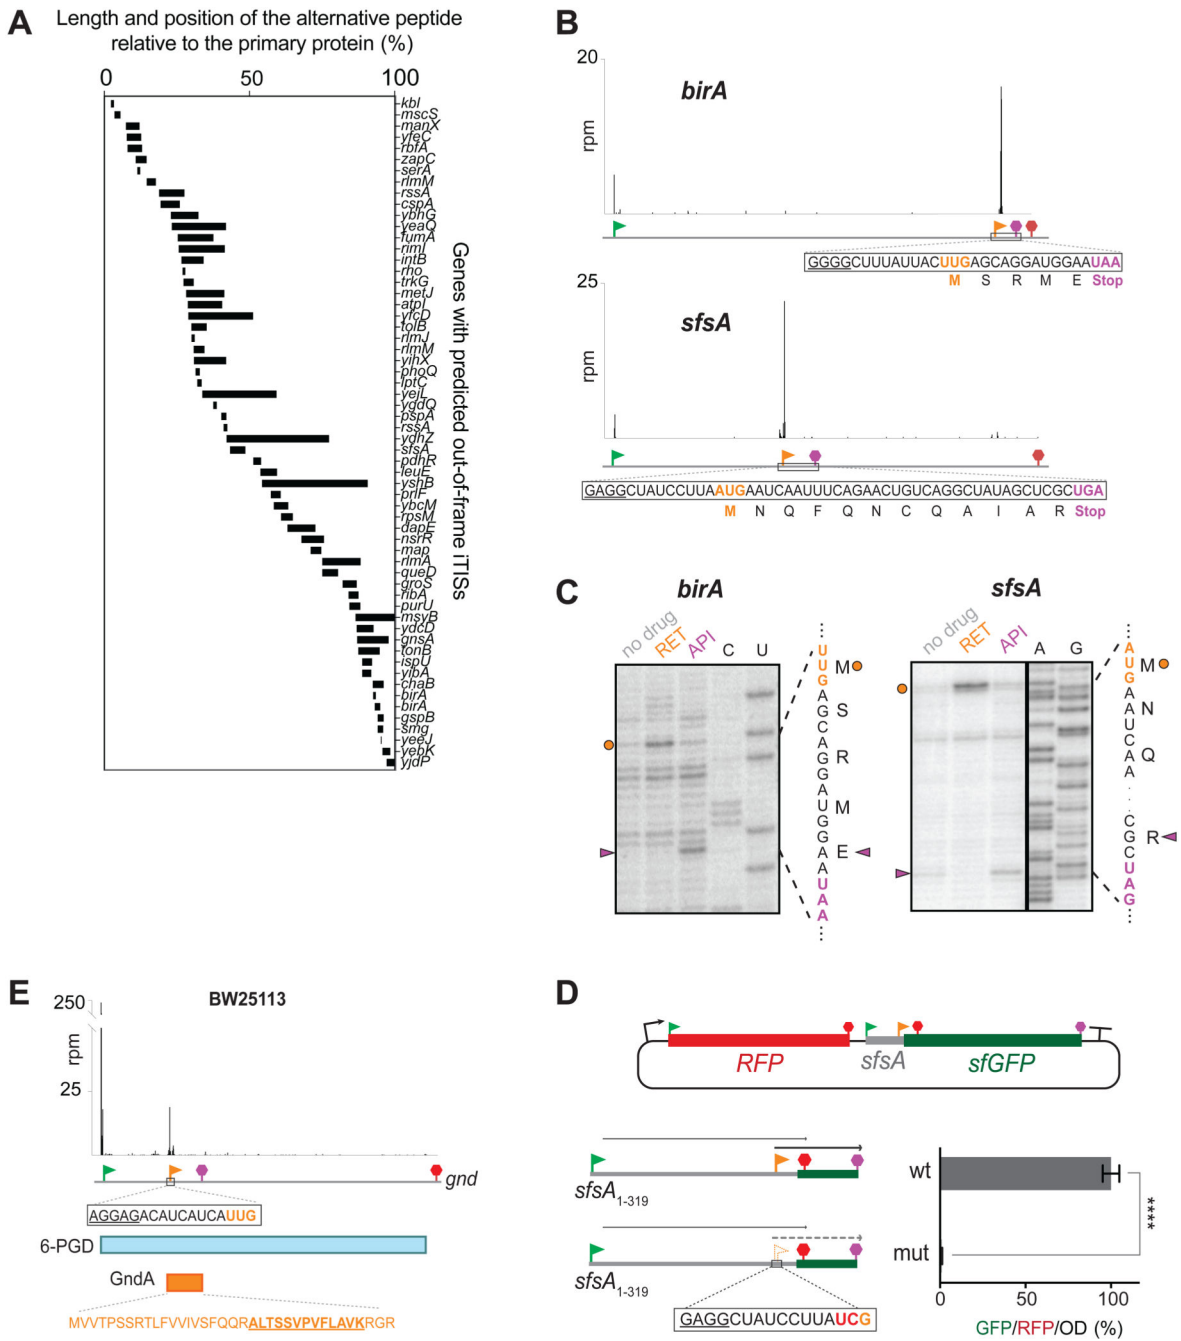 A
Length and position of the alternative peptide
relative to the primary protein (%)
0
50
100
kbl
mscS
manX
yfeC
rbfA
zapC
serA
rlmM
rssA
cspA
ybhG
yeaQ
fumA
rimI
intB
rho
trkG
metJ
atpI
yfcD
tolB
rlmJ
rlmM
yihX
phoQ
lptC
yejL
ygdQ
pspA
rssA
ydhZ
sfsA
pdhR
leuE
yshB
prlF
ybcM
rpsM
dapE
nsrR
map
rlmA
queD
groS
ribA
purU
msyB
ydcD
gnsA
tonB
ispU
yibA
chaB
birA
birA
gspB
smg
yeeJ
yebK
yjdP
Genes with predicted out-of-frame iTISs
B
20
rpm
birA
GGGGCUUUAUUACUUGAGCAGGAUGGAAUAA
M S R M E Stop
25
rpm
sfsA
GAGGCUAUCCUUAAUGAAUCAAUUUCAGAACUGUCAGGCUAUAGCUCGCUGA
M N Q F Q N C Q A I A R Stop
C
birA
no drug
RET
API
C
U
U
U
G
A
G
C
A
G
G
A
U
G
G
A
A
U
A
A
M
S
R
M
E
sfsA
no drug
RET
API
A
G
A
U
G
A
A
U
C
A
A
C
G
C
U
A
G
M
N
Q
R
E
BW25113
250
rpm
25
gnd
AGGAGACAUCAUCAUUG
6-PGD
GndA
MVVTPSSRTLFVVIVSFQQRALTSSVPVFLAVKRGR
D
RFP
sfsA
sfGFP
sfsA1-319
sfsA1-319
GAGGCUAUCCUUAUCG
wt
mut
****
0
50
100
GFP/RFP/OD (%)